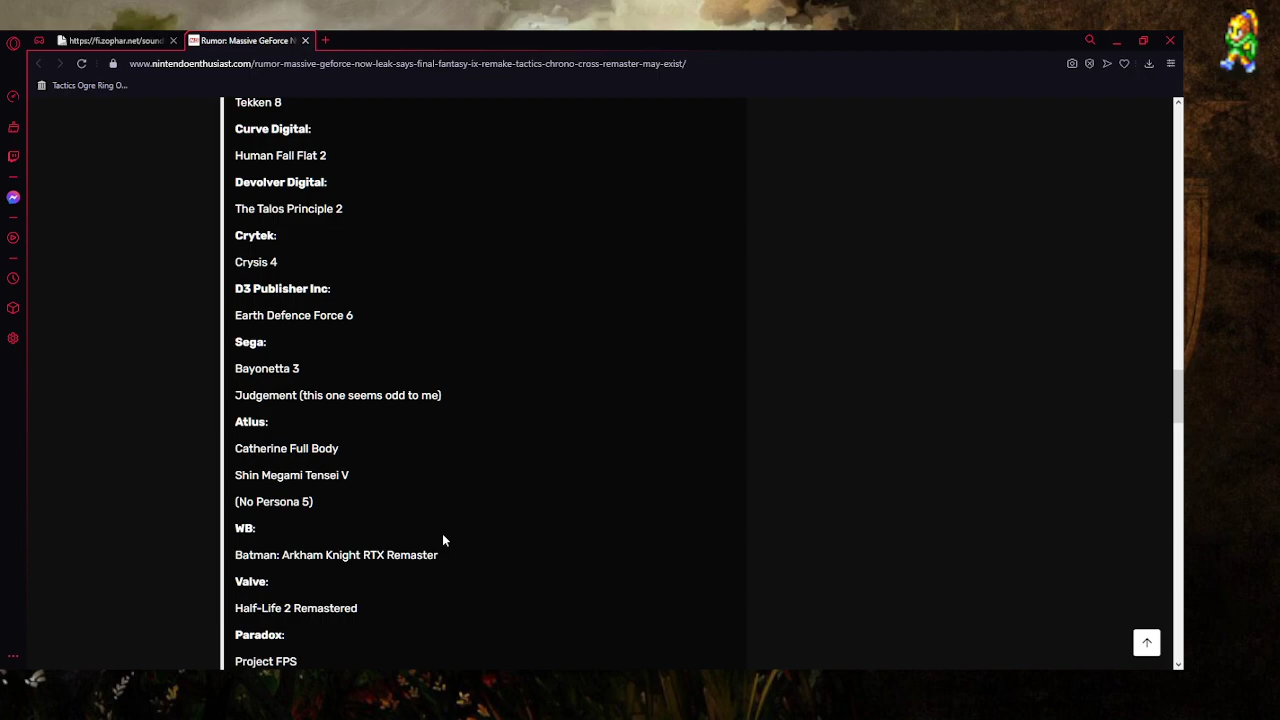 https://fi.zophar.net/sound
Rumor: Massive GeForce N
www.nintendoenthusiast.com/rumor-massive-geforce-now-leak-says-final-fantasy-ix-remake-tactics-chrono-cross-remaster-may-exist/
Tactics Ogre Ring O...
Tekken 8
Curve Digital:
Human Fall Flat 2
Devolver Digital:
The Talos Principle 2
Crytek:
Crysis 4
D3 Publisher Inc:
Earth Defence Force 6
Sega:
Bayonetta 3
Judgement (this one seems odd to me)
Atlus:
Catherine Full Body
Shin Megami Tensei V
(No Persona 5)
WB:
Batman: Arkham Knight RTX Remaster
Valve:
Half-Life 2 Remastered
Paradox:
Project FPS